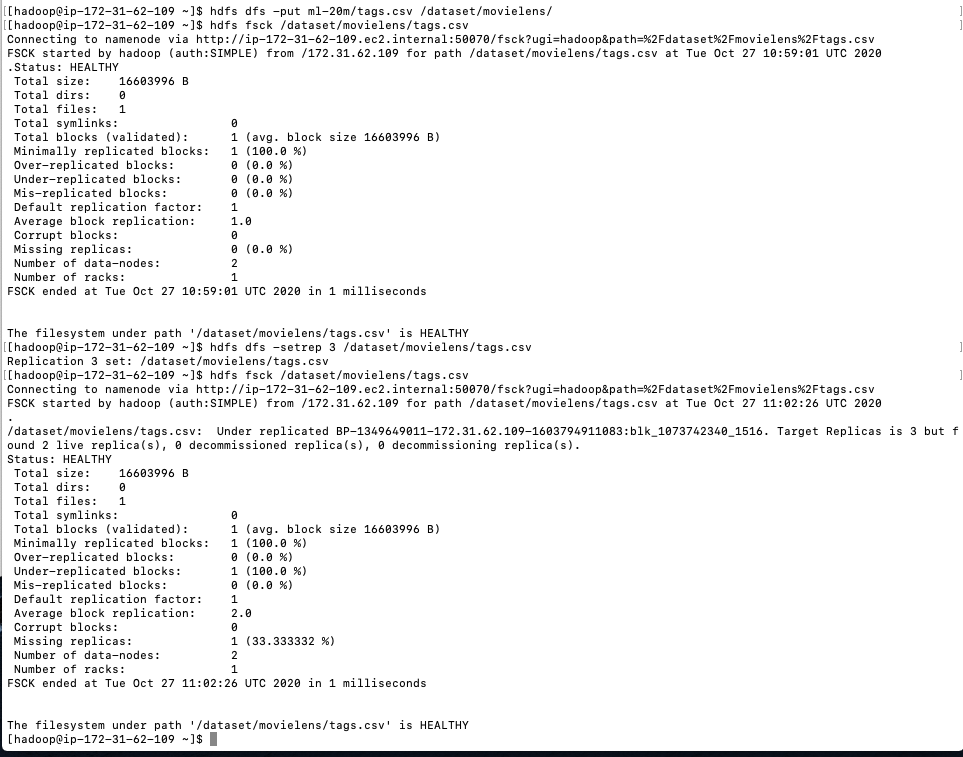 [[hadoop@ip-172-31-62-109 ~]$ hdfs dfs -put ml-20m/tags.csv /dataset/movielens/ ]
[[hadoop@ip-172-31-62-109 ~]$ hdfs fsck /dataset/movielens/tags.csv ]
Connecting to namenode via http://ip-172-31-62-109.ec2.internal:50070/fsck?ugi=hadoop&path=%2Fdataset%2Fmovielens%2Ftags.csv
FSCK started by hadoop (auth:SIMPLE) from /172.31.62.109 for path /dataset/movielens/tags.csv at Tue Oct 27 10:59:01 UTC 2020
.Status: HEALTHY
Total size: 16603996 B
Total dirs: 0
Total files: 1
Total symlinks: 0
Total blocks (validated): 1 (avg. block size 16603996 B)
Minimally replicated blocks: 1 (100.0 %)
Over-replicated blocks: 0 (0.0 %)
Under-replicated blocks: 0 (0.0 %)
Mis-replicated blocks: 0 (0.0 %)
Default replication factor: 1
Average block replication: 1.0
Corrupt blocks: 0
Missing replicas: 0 (0.0 %)
Number of data-nodes: 2
Number of racks: 1
FSCK ended at Tue Oct 27 10:59:01 UTC 2020 in 1 milliseconds
The filesystem under path '/dataset/movielens/tags.csv' is HEALTHY
[[hadoop@ip-172-31-62-109 ~]$ hdfs dfs -setrep 3 /dataset/movielens/tags.csv ]
Replication 3 set: /dataset/movielens/tags.csv
[[hadoop@ip-172-31-62-109 ~]$ hdfs fsck /dataset/movielens/tags.csv ]
Connecting to namenode via http://ip-172-31-62-109.ec2.internal:50070/fsck?ugi=hadoop&path=%2Fdataset%2Fmovielens%2Ftags.csv
FSCK started by hadoop (auth:SIMPLE) from /172.31.62.109 for path /dataset/movielens/tags.csv at Tue Oct 27 11:02:26 UTC 2020
.
/dataset/movielens/tags.csv: Under replicated BP-1349649011-172.31.62.109-1603794911083:blk_1073742340_1516. Target Replicas is 3 but f
ound 2 live replica(s), 0 decommissioned replica(s), 0 decommissioning replica(s).
Status: HEALTHY
Total size: 16603996 B
Total dirs: 0
Total files: 1
Total symlinks: 0
Total blocks (validated): 1 (avg. block size 16603996 B)
Minimally replicated blocks: 1 (100.0 %)
Over-replicated blocks: 0 (0.0 %)
Under-replicated blocks: 1 (100.0 %)
Mis-replicated blocks: 0 (0.0 %)
Default replication factor: 1
Average block replication: 2.0
Corrupt blocks: 0
Missing replicas: 1 (33.333332 %)
Number of data-nodes: 2
Number of racks: 1
FSCK ended at Tue Oct 27 11:02:26 UTC 2020 in 1 milliseconds
The filesystem under path '/dataset/movielens/tags.csv' is HEALTHY
[hadoop@ip-172-31-62-109 ~]$